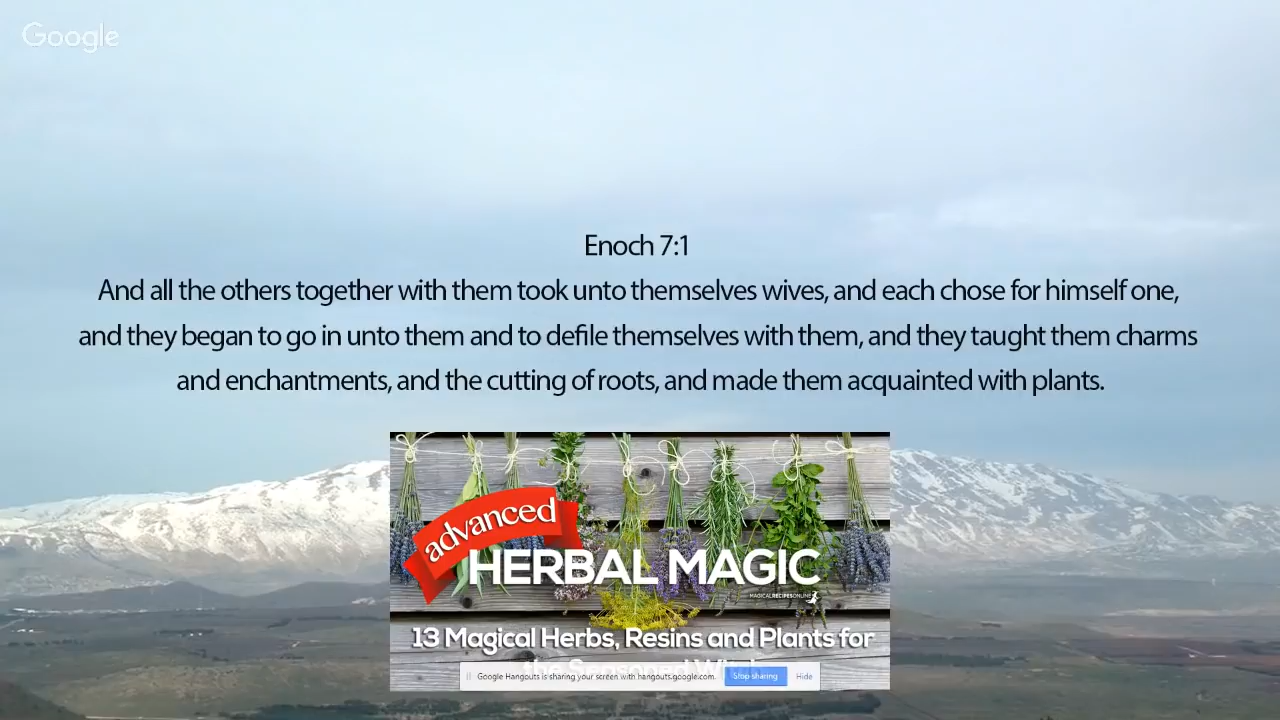 Google
Enoch 7:1
And all the others together with them took unto themselves wives, and each chose for himself one,
and they began to go in unto them and to defile themselves with them, and they taught them charms
and enchantments, and the cutting of roots, and made them acquainted with plants.
advanced
HERBAL MAGIC
MAGICALRECIPESONLINE
13 Magical Herbs, Resins and Plants for
the Seasoned Witch
Google Hangouts is sharing your screen with hangouts.google.com.
Stop sharing
Hide